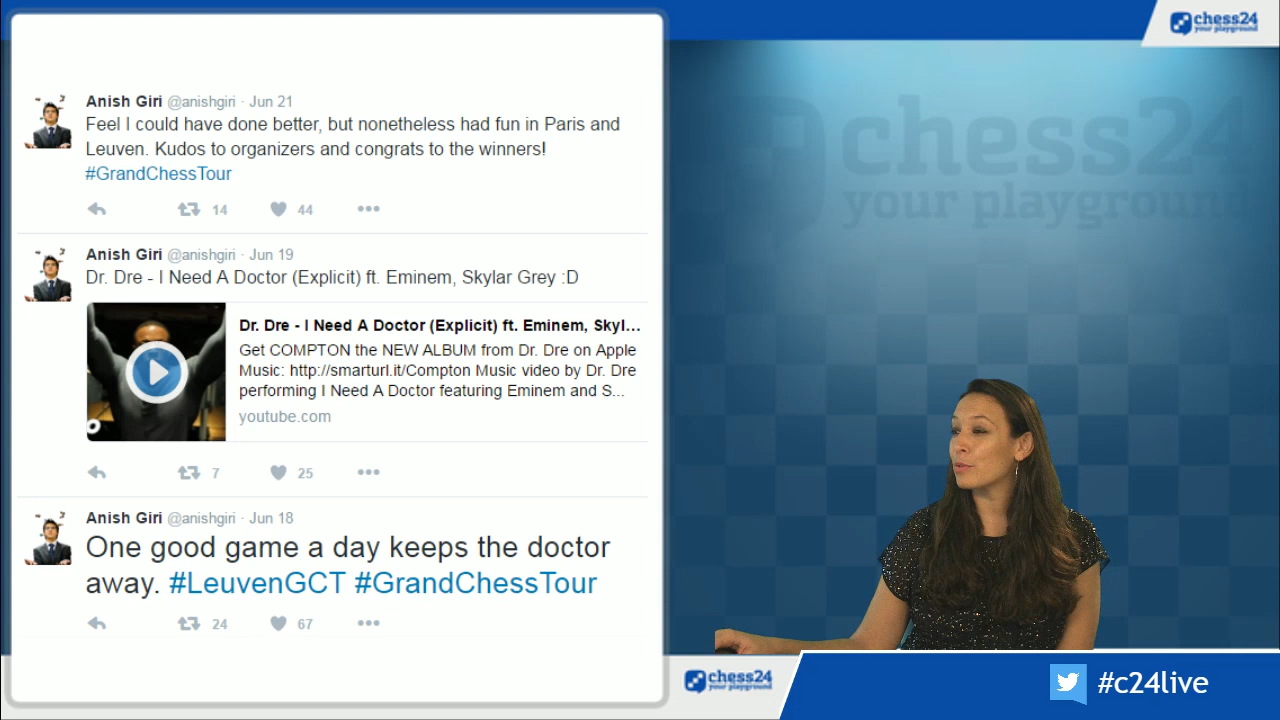 chess24
your playground
chess24
your playground
Anish Giri @anishgiri · Jun 21
Feel I could have done better, but nonetheless had fun in Paris and
Leuven. Kudos to organizers and congrats to the winners!
#GrandChessTour
14 44 •••
Anish Giri @anishgiri · Jun 19
Dr. Dre - I Need A Doctor (Explicit) ft. Eminem, Skylar Grey :D
Dr. Dre - I Need A Doctor (Explicit) ft. Eminem, Skyl...
Get COMPTON the NEW ALBUM from Dr. Dre on Apple
Music: http://smarturl.it/Compton Music video by Dr. Dre
performing I Need A Doctor featuring Eminem and S...
youtube.com
7 25 •••
Anish Giri @anishgiri · Jun 18
One good game a day keeps the doctor
away. #LeuvenGCT #GrandChessTour
24 67 •••
chess24
your playground
#c24live